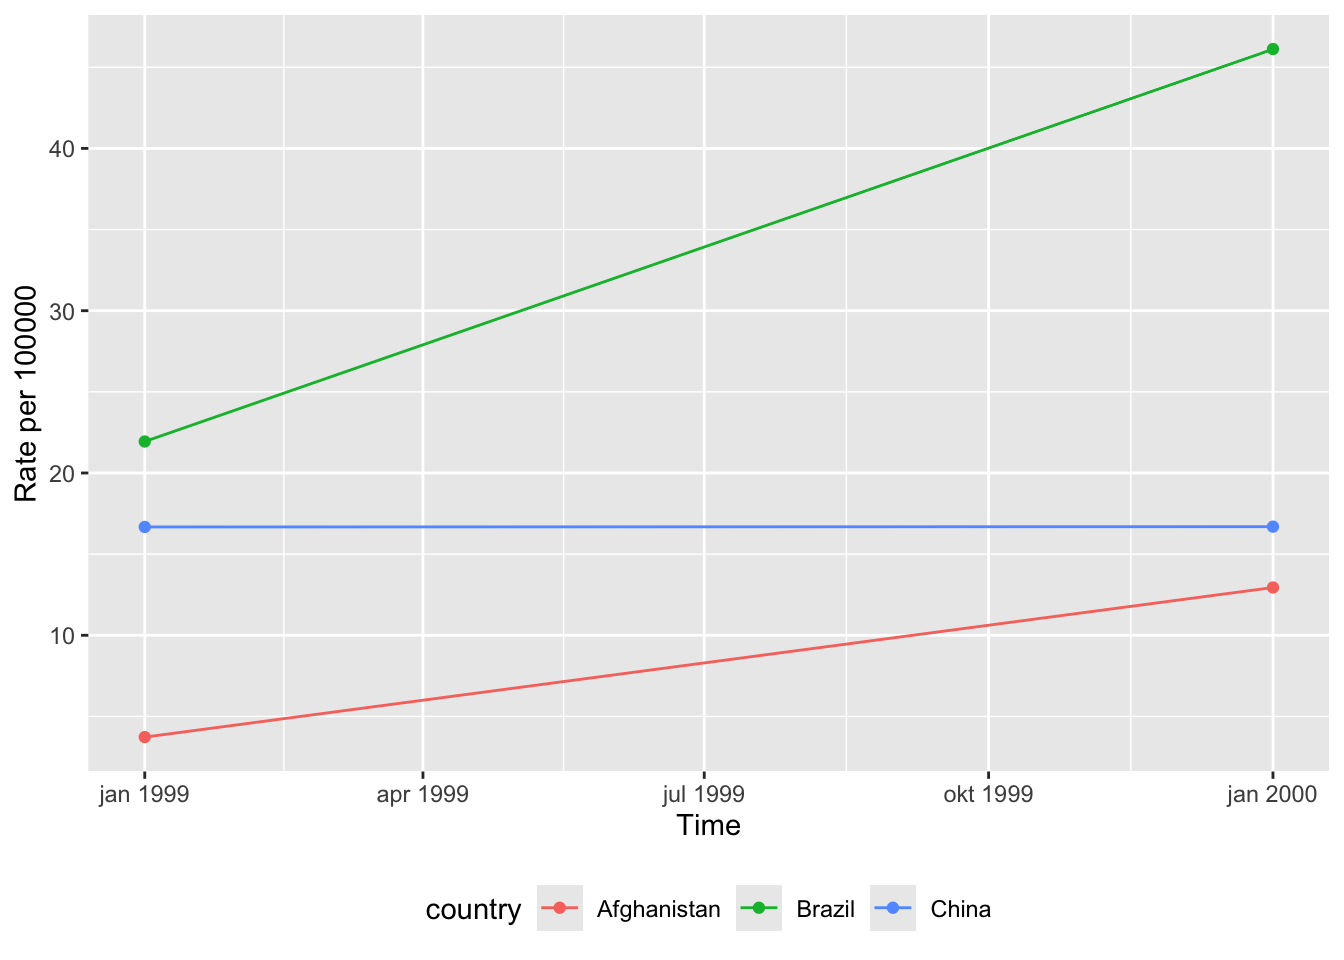 Rate per 100000
40
30
20
10
jan 1999 apr 1999 jul 1999 okt 1999 jan 2000
Time
country Afghanistan Brazil China